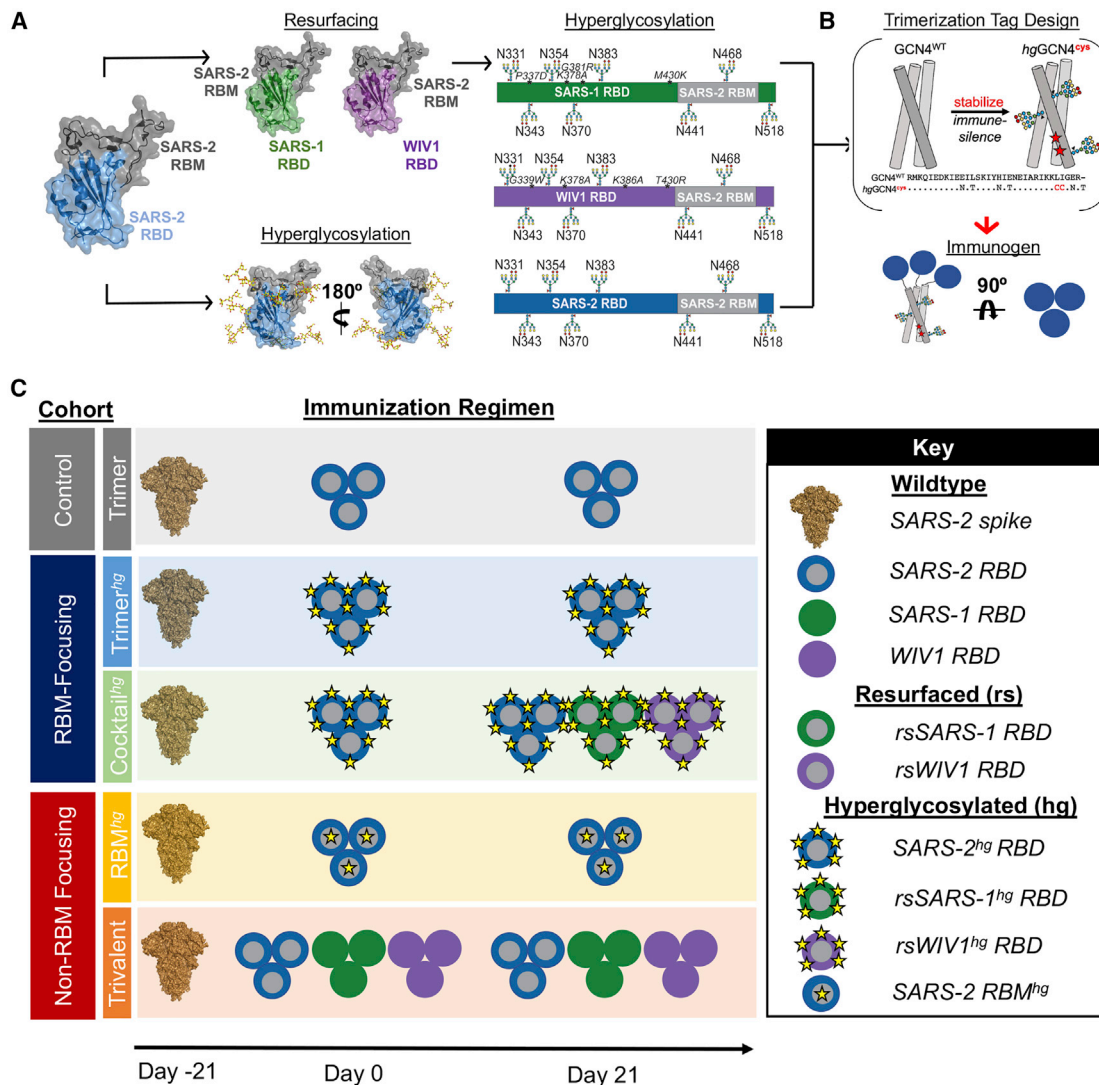 A
Resurfacing
SARS-2
RBM
SARS-1
RBD
SARS-2
RBM
WIV1
RBD
SARS-2
RBM
SARS-2
RBD
Hyperglycosylation
180º
Hyperglycosylation
N331 N354 N383 N468
P337D K378A G381R M430K
SARS-1 RBD SARS-2 RBM
N343 N370 N441 N518
N331 N354 N383 N468
G339W K378A K386A T430R
WIV1 RBD SARS-2 RBM
N343 N370 N441 N518
N331 N354 N383 N468
SARS-2 RBD SARS-2 RBM
N343 N370 N441 N518
B
Trimerization Tag Design
GCN4WT
hgGCN4cys
stabilize
immune-
silence
GCN4WT RMKQIEDKIEEILSKIYHIENEIARIKKLIGER-
hgGCN4cys ..........N.T....N.T.........CC..N.T
Immunogen
90º
C
Cohort
Immunization Regimen
Control
Trimer
RBM-Focusing
Trimerhg
Cocktailhg
Non-RBM Focusing
RBMhg
Trivalent
Day -21 Day 0 Day 21
Key
Wildtype
SARS-2 spike
SARS-2 RBD
SARS-1 RBD
WIV1 RBD
Resurfaced (rs)
rsSARS-1 RBD
rsWIV1 RBD
Hyperglycosylated (hg)
SARS-2hg RBD
rsSARS-1hg RBD
rsWIV1hg RBD
SARS-2 RBMhg